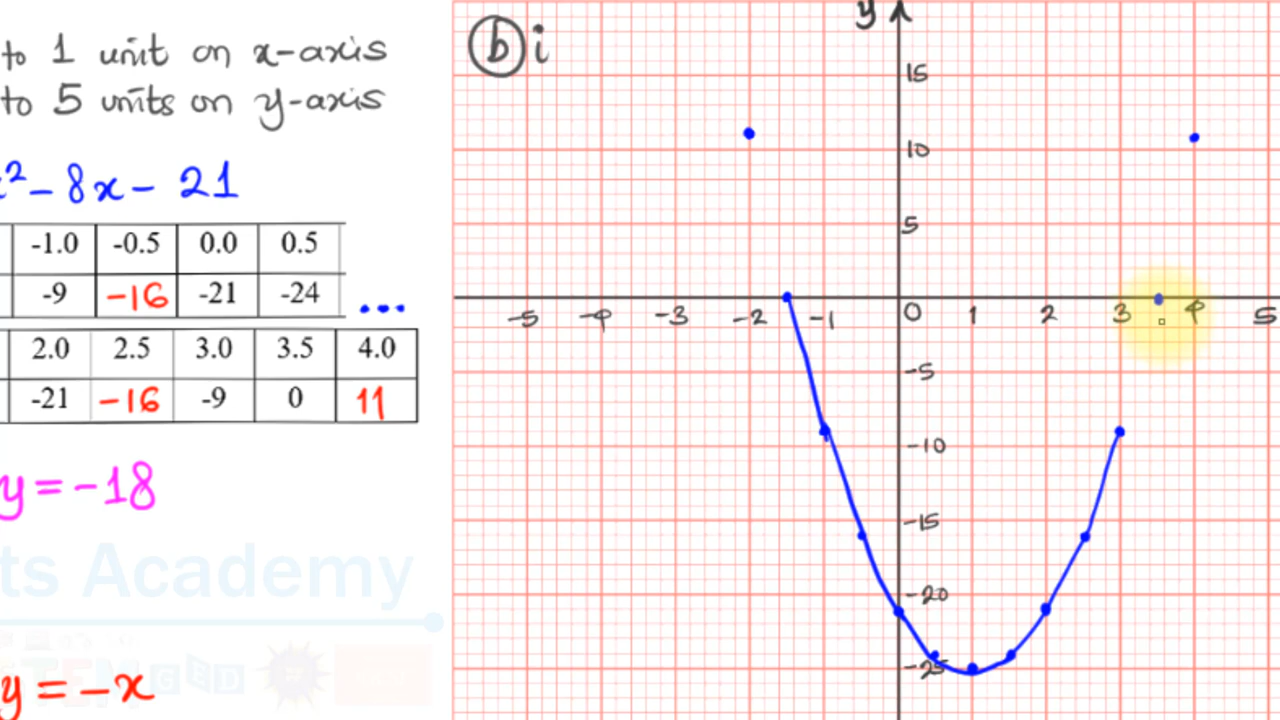 to 1 unit on x-axis
to 5 units on y-axis
x² - 8x - 21
-1.0 -0.5 0.0 0.5
-9 -16 -21 -24 ...
2.0 2.5 3.0 3.5 4.0
-21 -16 -9 0 11
y = -18
ts Academy
y = -x
b i
y
15
10
5
-5 -4 -3 -2 -1 0 1 2 3 4 5
-5
-10
-15
-20
-25